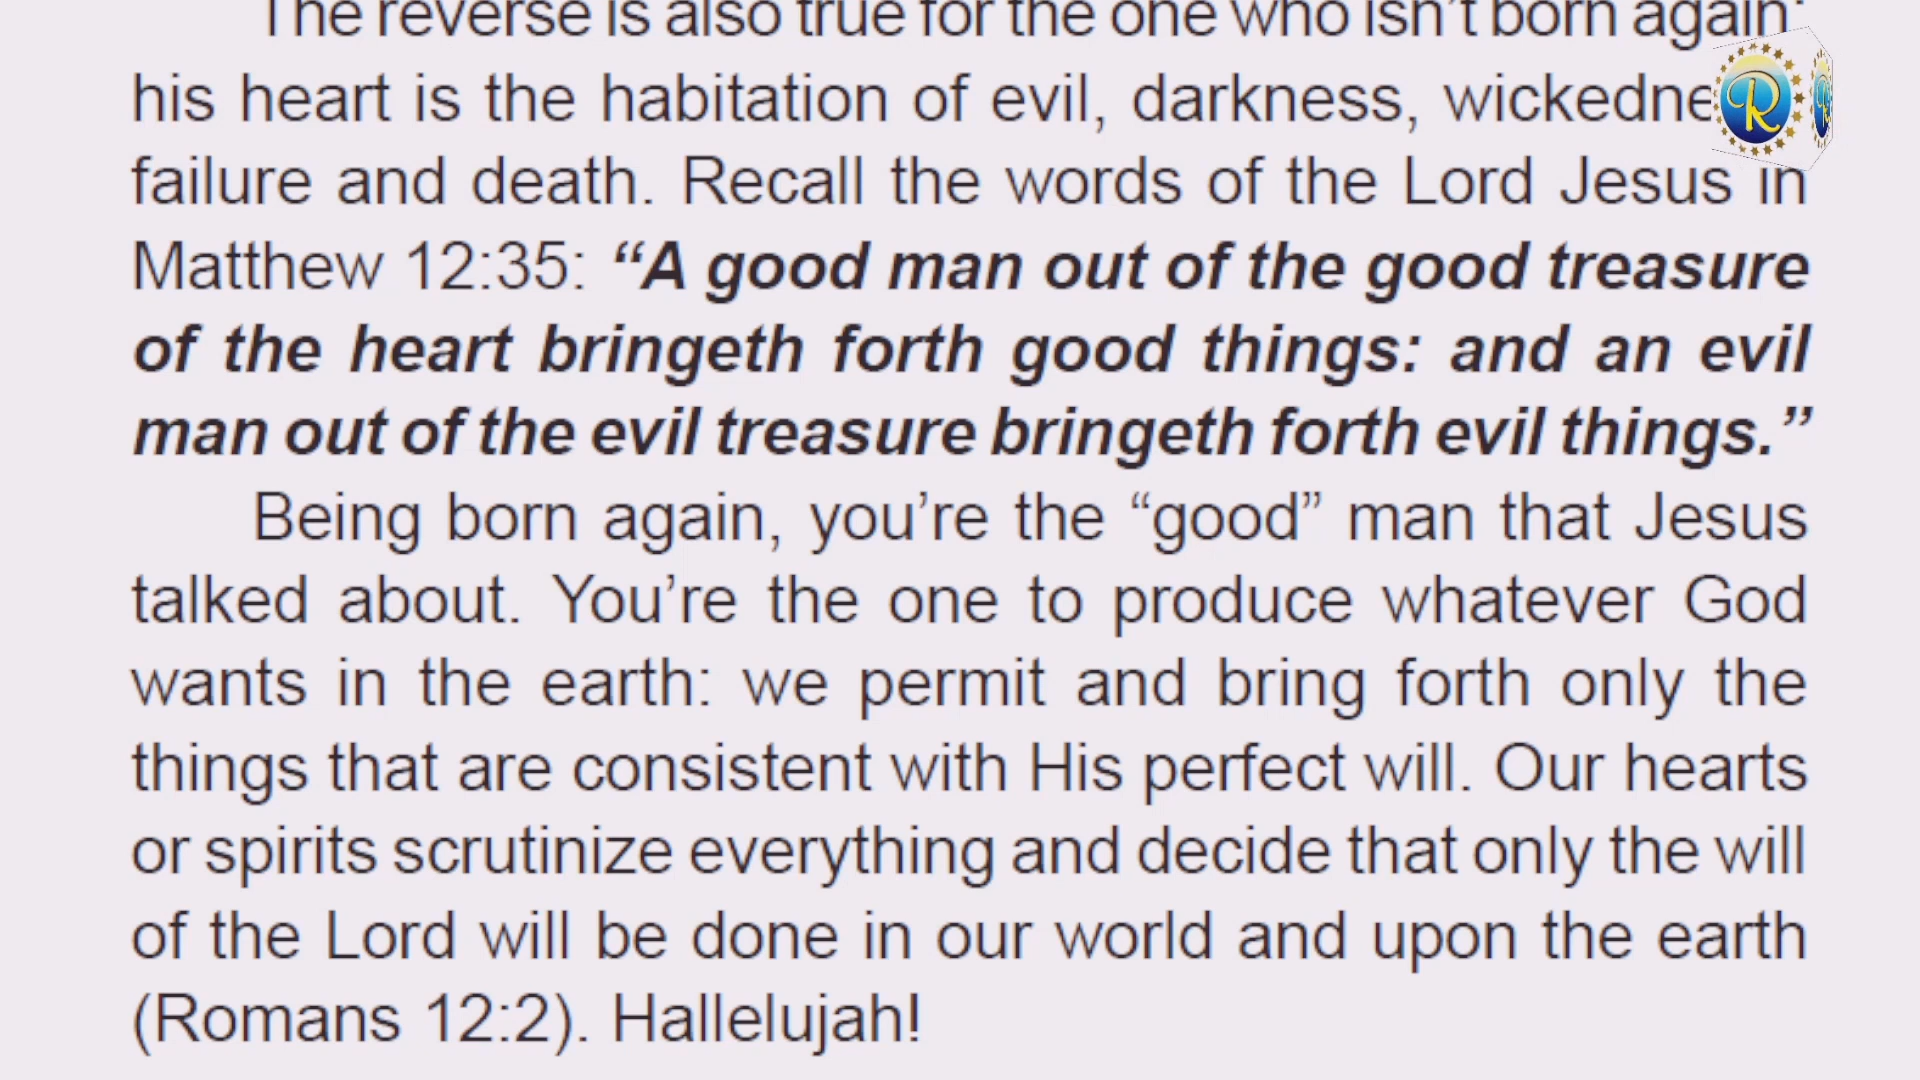 The reverse is also true for the one who isn’t born again:
his heart is the habitation of evil, darkness,
failure and death. Recall the words of the Lord Jesus in
Matthew 12:35: “A good man out of the good treasure
of the heart bringeth forth good things: and an evil
man out of the evil treasure bringeth forth evil things.”
Being born again, you’re the “good” man that Jesus
talked about. You’re the one to produce whatever God
wants in the earth: we permit and bring forth only the
things that are consistent with His perfect will. Our hearts
or spirits scrutinize everything and decide that only the will
of the Lord will be done in our world and upon the earth
(Romans 12:2). Hallelujah!
R